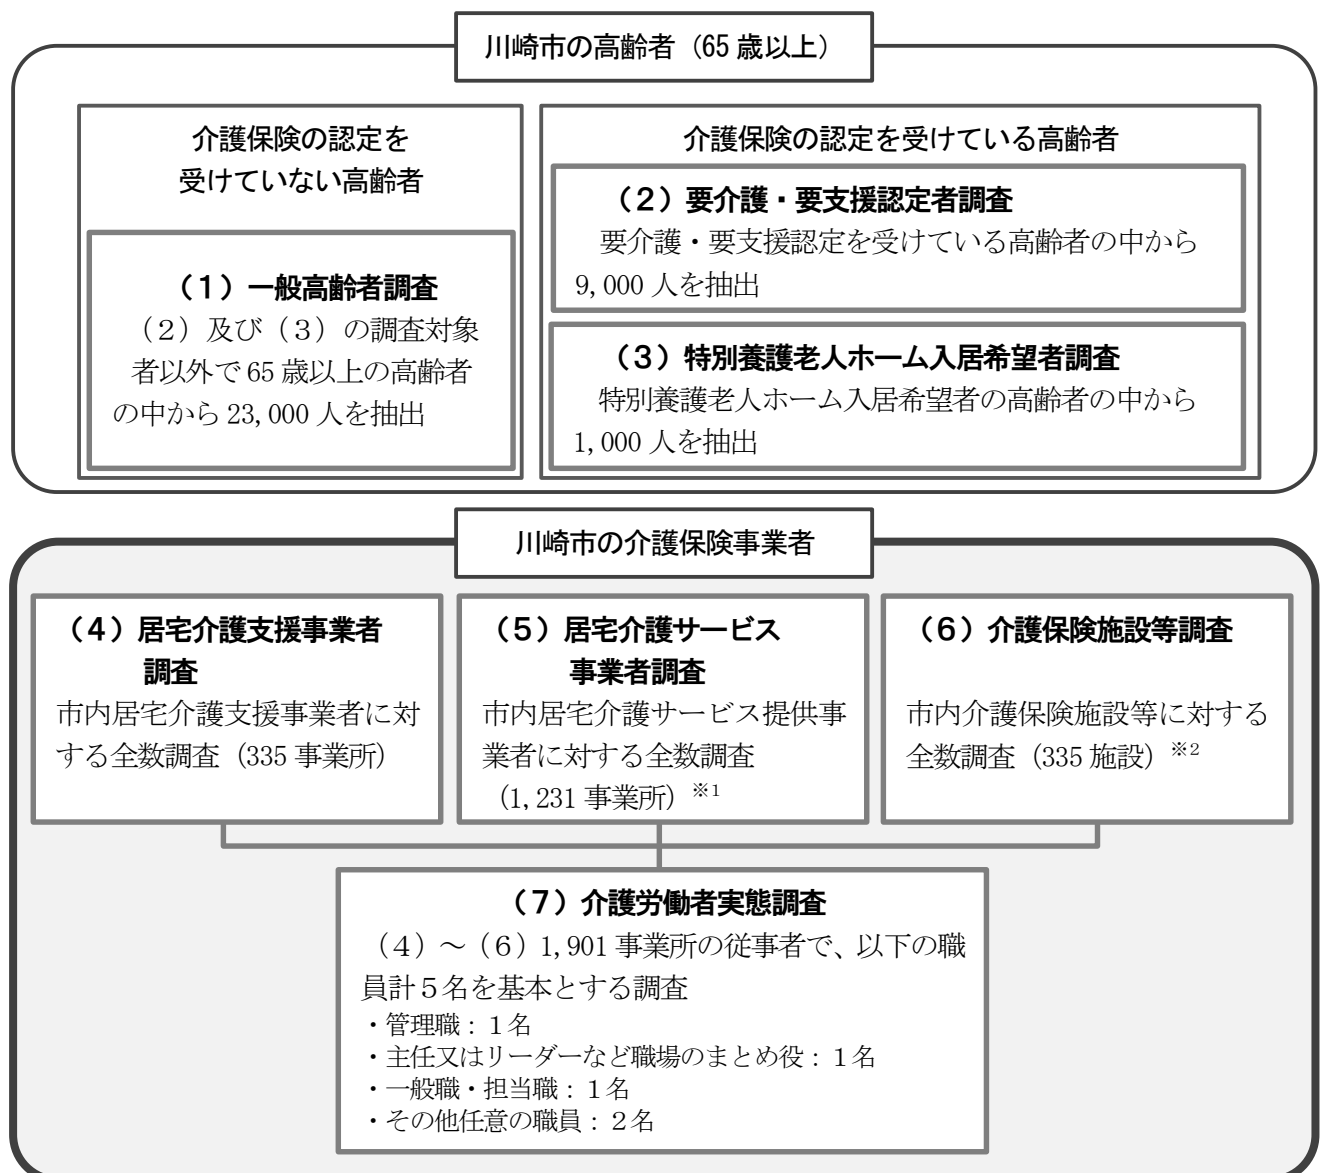 川崎市の高齢者（65 歳以上）
介護保険の認定を
受けていない高齢者
（１）一般高齢者調査
（２）及び（３）の調査対象
者以外で 65 歳以上の高齢者
の中から 23,000 人を抽出
介護保険の認定を受けている高齢者
（２）要介護・要支援認定者調査
要介護・要支援認定を受けている高齢者の中から
9,000 人を抽出
（３）特別養護老人ホーム入居希望者調査
特別養護老人ホーム入居希望者の高齢者の中から
1,000 人を抽出
川崎市の介護保険事業者
（４）居宅介護支援事業者
調査
市内居宅介護支援事業者に対
する全数調査（335 事業所）
（５）居宅介護サービス
事業者調査
市内居宅介護サービス提供事
業者に対する全数調査
（1,231 事業所）※1
（６）介護保険施設等調査
市内介護保険施設等に対する
全数調査（335 施設）※2
（７）介護労働者実態調査
（４）～（６）1,901 事業所の従事者で、以下の職
員計５名を基本とする調査
・管理職：１名
・主任又はリーダーなど職場のまとめ役：１名
・一般職・担当職：１名
・その他任意の職員：２名